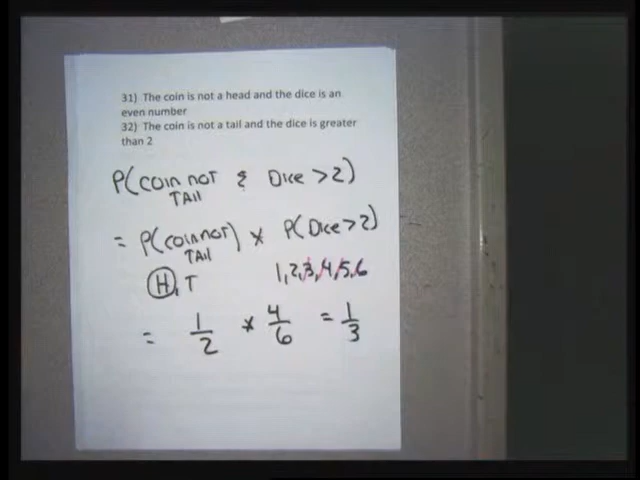 31) The coin is not a head and the dice is an
even number
32) The coin is not a tail and the dice is greater
than 2
P(coin not TAIL & Dice > 2)
= P(coin not TAIL) * P(Dice > 2)
H, T 1,2,3,4,5,6
= 1/2 * 4/6 = 1/3